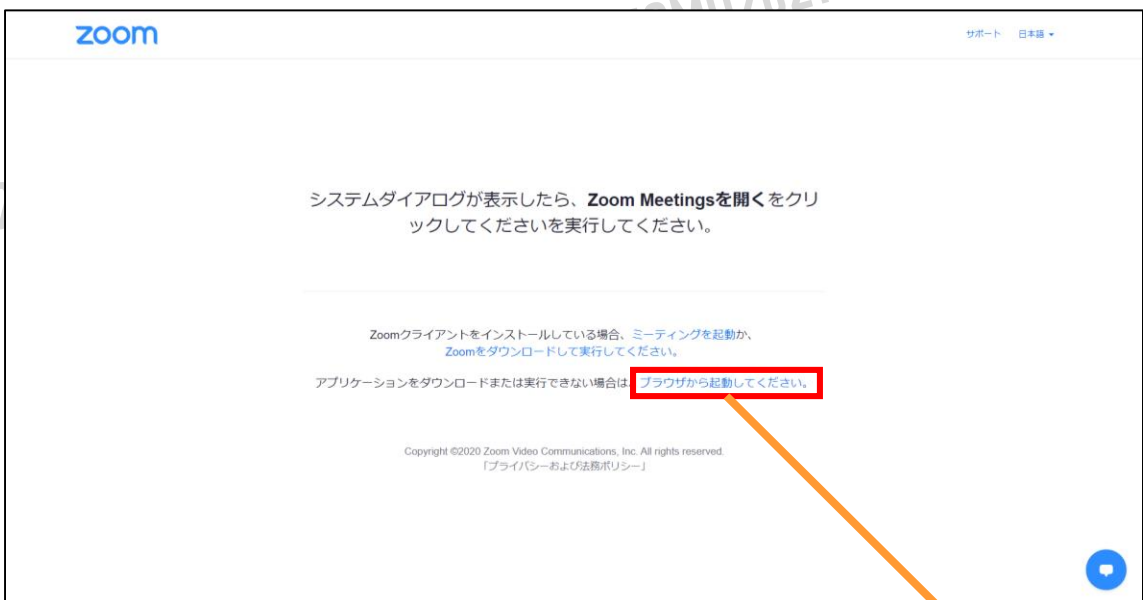 zoom
サポート 日本語
システムダイアログが表示したら、Zoom Meetingsを開くをクリ
ックしてくださいを実行してください。
Zoomクライアントをインストールしている場合、ミーティングを起動か、
Zoomをダウンロードして実行してください。
アプリケーションをダウンロードまたは実行できない場合は、ブラウザから起動してください。
Copyright ©2020 Zoom Video Communications, Inc. All rights reserved.
「プライバシーおよび法務ポリシー」